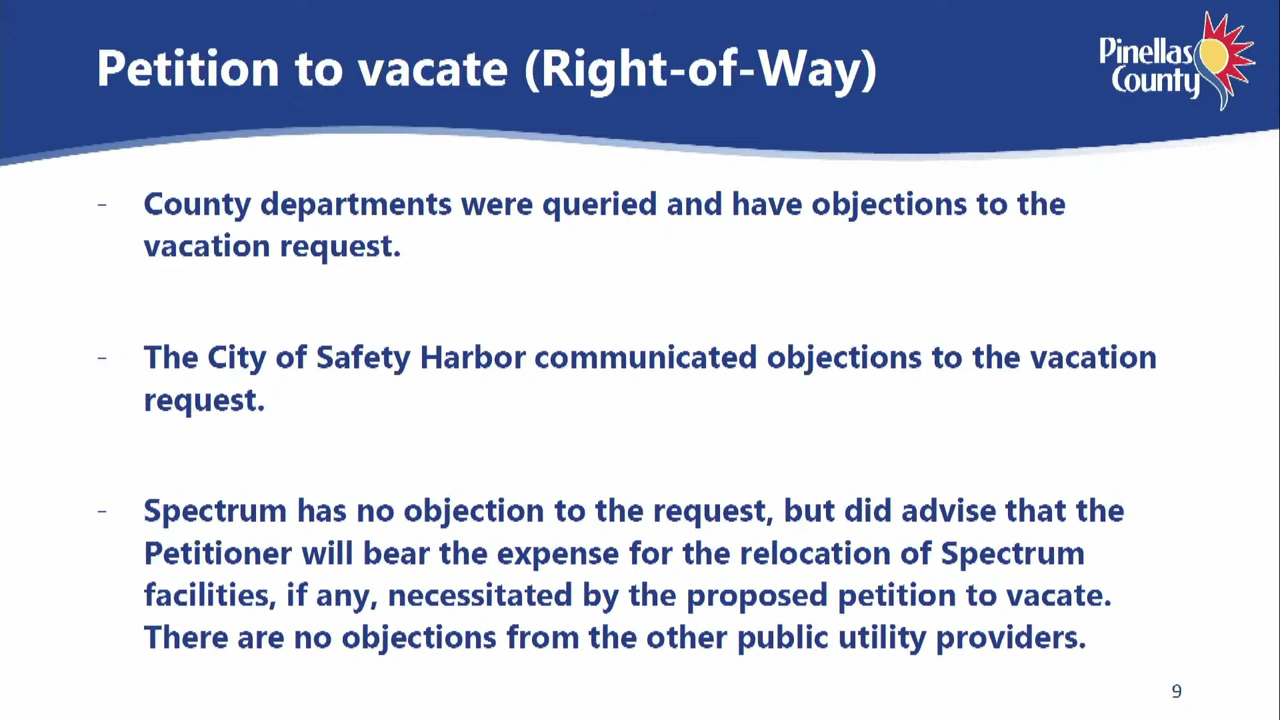 Petition to vacate (Right-of-Way)
Pinellas
County
- County departments were queried and have objections to the
vacation request.
- The City of Safety Harbor communicated objections to the vacation
request.
- Spectrum has no objection to the request, but did advise that the
Petitioner will bear the expense for the relocation of Spectrum
facilities, if any, necessitated by the proposed petition to vacate.
There are no objections from the other public utility providers.
9